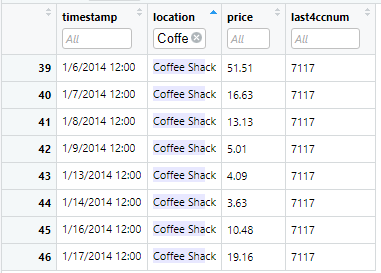 timestamp location price last4ccnum
All Coffe All All
39 1/6/2014 12:00 Coffee Shack 51.51 7117
40 1/7/2014 12:00 Coffee Shack 16.63 7117
41 1/8/2014 12:00 Coffee Shack 13.13 7117
42 1/9/2014 12:00 Coffee Shack 5.01 7117
43 1/13/2014 12:00 Coffee Shack 4.09 7117
44 1/14/2014 12:00 Coffee Shack 3.63 7117
45 1/16/2014 12:00 Coffee Shack 10.48 7117
46 1/17/2014 12:00 Coffee Shack 19.16 7117